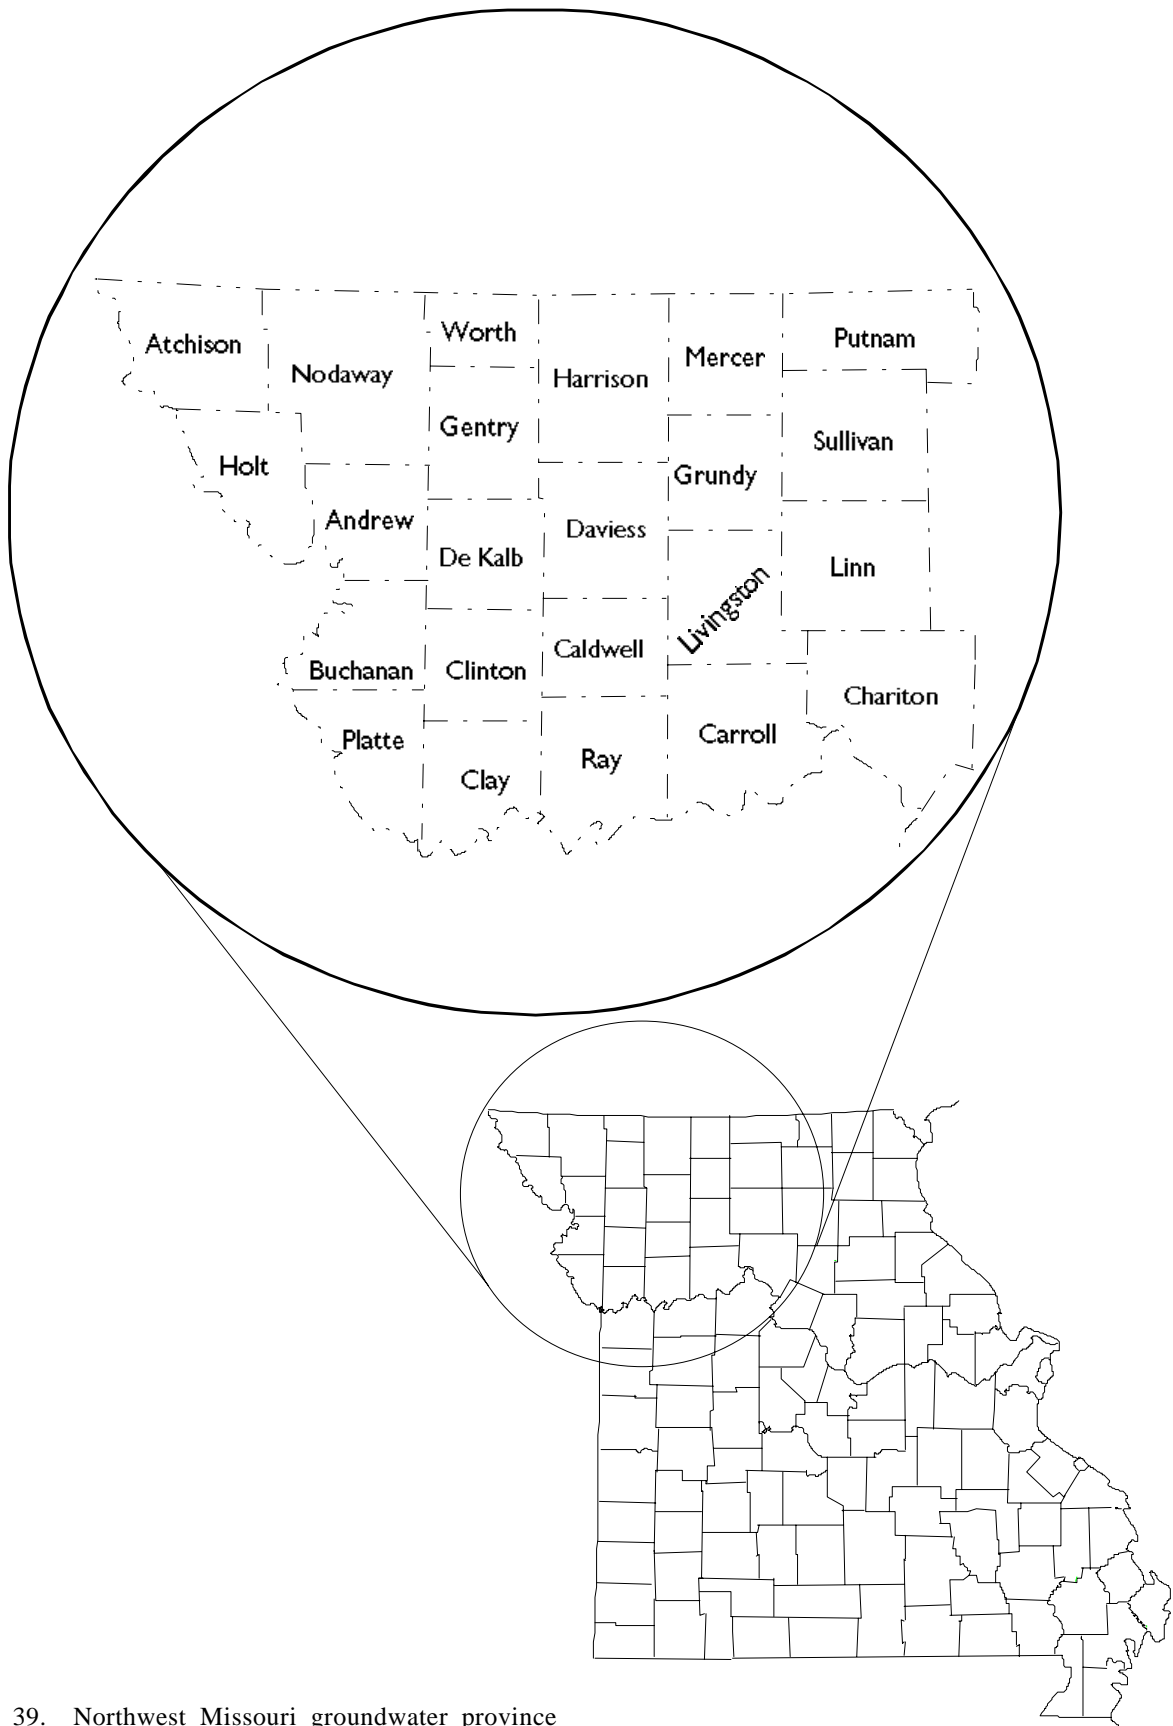 Worth
Putnam
Atchison
Mercer
Nodaway
Harrison
Gentry
Sullivan
Holt
Grundy
Andrew
Daviess
De Kalb
Linn
Livingston
Caldwell
Buchanan
Clinton
Chariton
Carroll
Platte
Ray
Clay
39. Northwest Missouri groundwater province